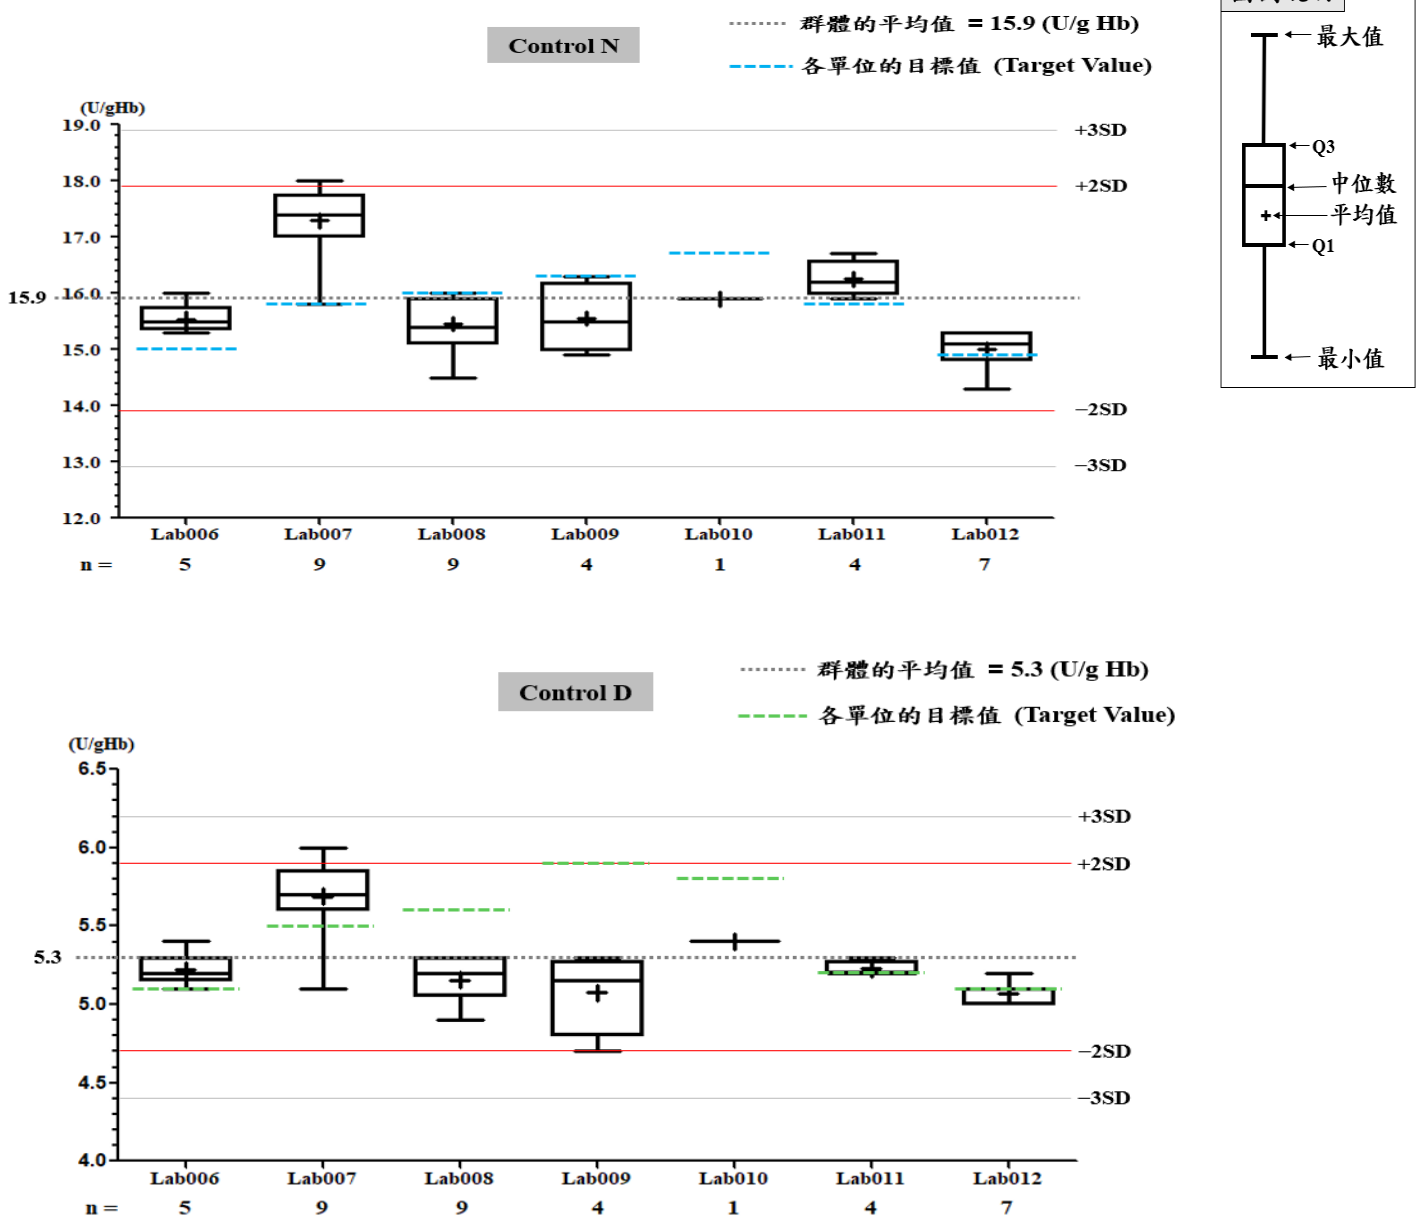 Control N
群體的平均值 = 15.9 (U/g Hb)
各單位的目標值 (Target Value)
(U/gHb)
19.0
18.0
17.0
16.0
15.9
15.0
14.0
13.0
12.0
+3SD
+2SD
−2SD
−3SD
Lab006 Lab007 Lab008 Lab009 Lab010 Lab011 Lab012
n = 5 9 9 4 1 4 7
最大值
Q3
中位數
平均值
Q1
最小值
Control D
群體的平均值 = 5.3 (U/g Hb)
各單位的目標值 (Target Value)
(U/gHb)
6.5
6.0
5.5
5.3
5.0
4.5
4.0
+3SD
+2SD
−2SD
−3SD
Lab006 Lab007 Lab008 Lab009 Lab010 Lab011 Lab012
n = 5 9 9 4 1 4 7